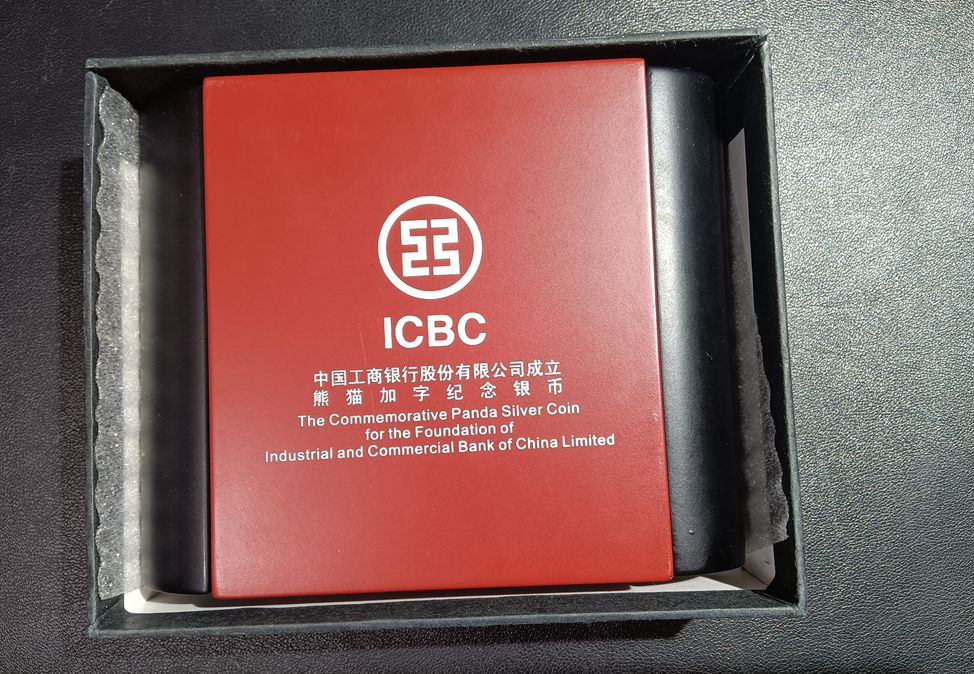 ICBC
中国工商银行股份有限公司成立
熊猫加字纪念银币
The Commemorative Panda Silver Coin
for the Foundation of
Industrial and Commercial Bank of China Limited